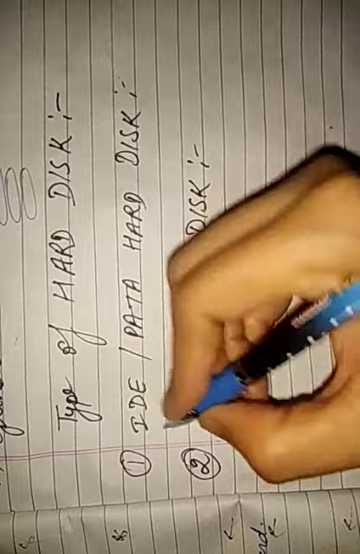 Type of HARD DISK :-
① IDE / PATA HARD DISK :-
② DISK :-